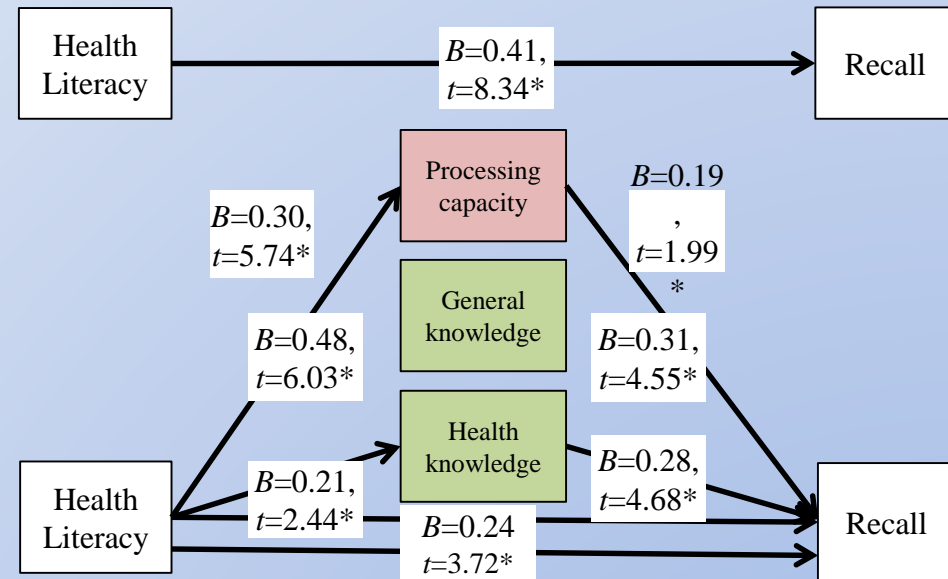 Health
Literacy
B=0.41,
t=8.34*
Recall
Processing
capacity
B=0.19
,
t=1.99
*
B=0.30,
t=5.74*
General
knowledge
B=0.48,
t=6.03*
B=0.31,
t=4.55*
Health
knowledge
B=0.28,
t=4.68*
B=0.21,
t=2.44*
Health
Literacy
B=0.24
t=3.72*
Recall